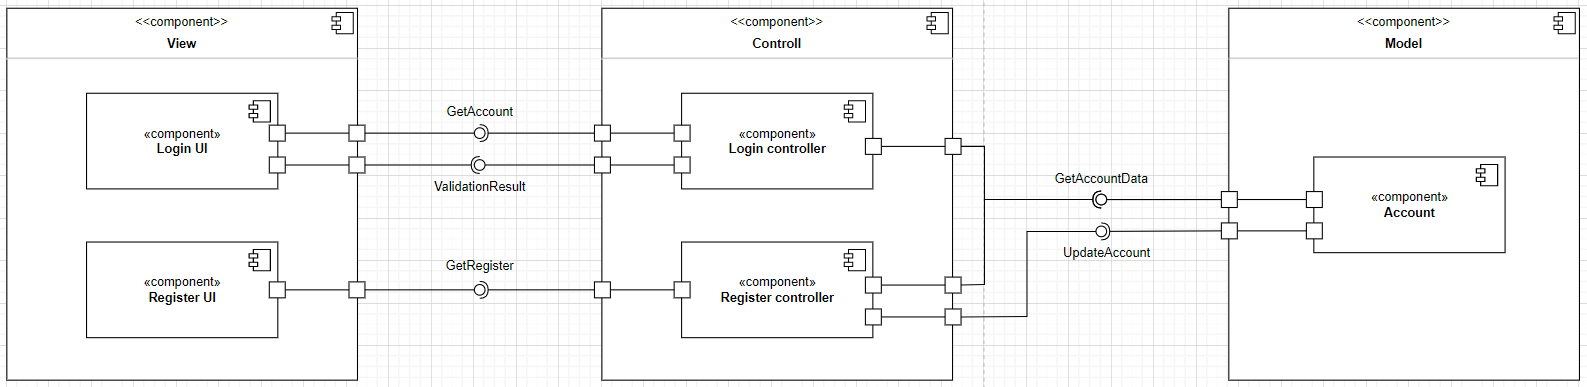 <<component>>
View
«component»
Login UI
«component»
Register UI
GetAccount
ValidationResult
GetRegister
<<component>>
Controll
«component»
Login controller
«component»
Register controller
GetAccountData
UpdateAccount
<<component>>
Model
«component»
Account